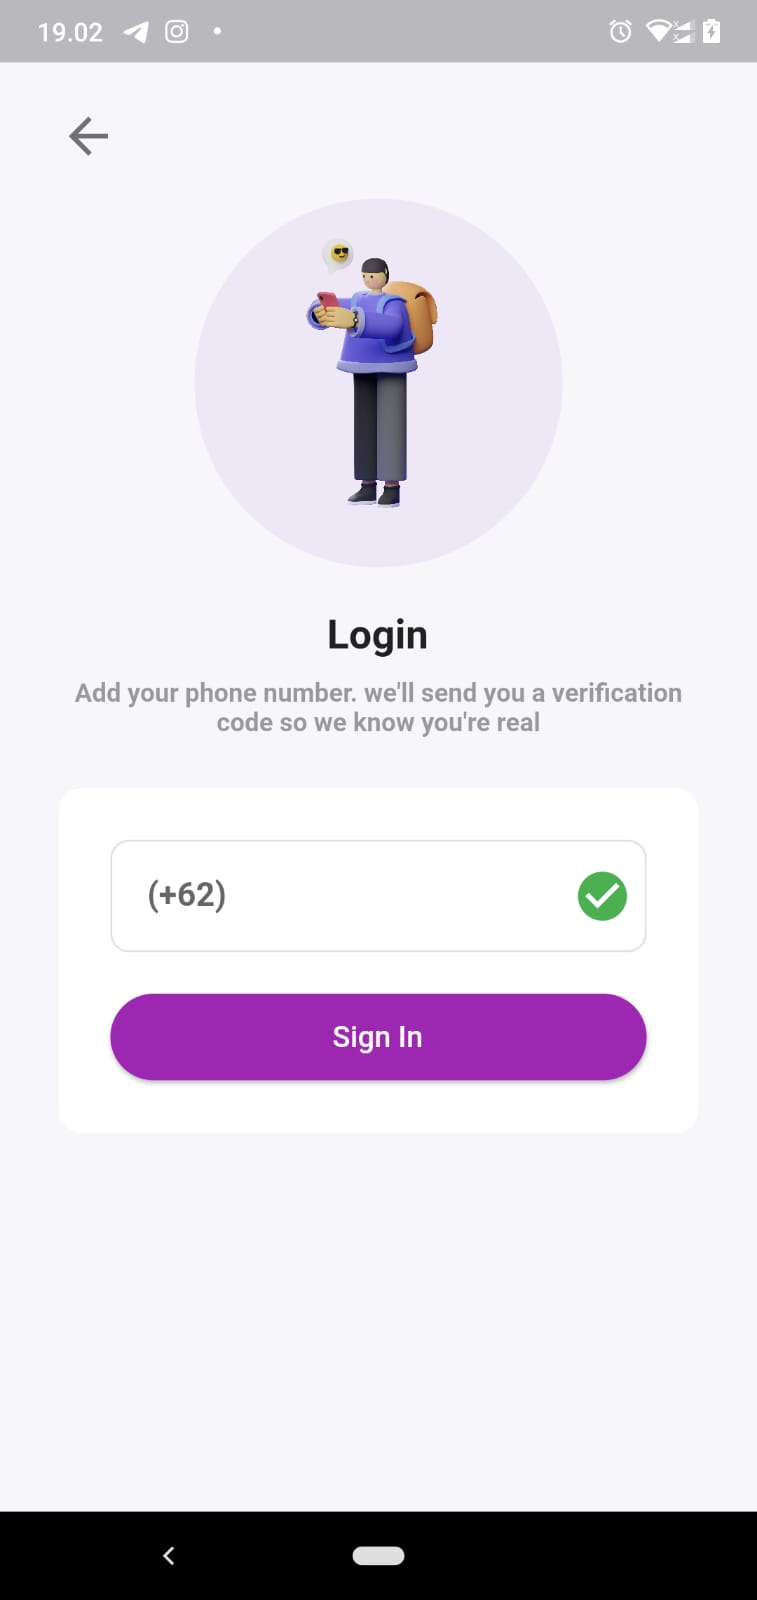 19.02
Login
Add your phone number. we'll send you a verification
code so we know you're real
(+62)
Sign In